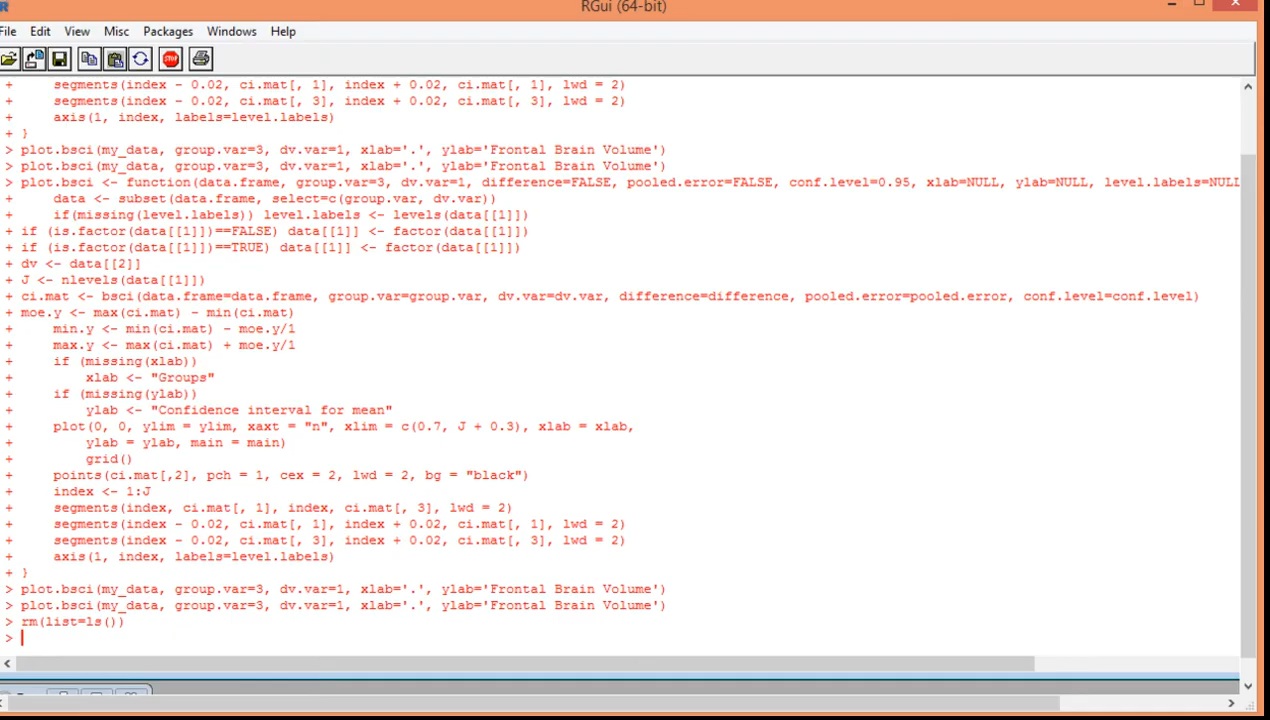 RGui (64-bit)
File Edit View Misc Packages Windows Help
STOP
+ segments(index - 0.02, ci.mat[, 1], index + 0.02, ci.mat[, 1], lwd = 2)
+ segments(index - 0.02, ci.mat[, 3], index + 0.02, ci.mat[, 3], lwd = 2)
+ axis(1, index, labels=level.labels)
+ }
> plot.bsci(my_data, group.var=3, dv.var=1, xlab='.', ylab='Frontal Brain Volume')
> plot.bsci(my_data, group.var=3, dv.var=1, xlab='.', ylab='Frontal Brain Volume')
> plot.bsci <- function(data.frame, group.var=3, dv.var=1, difference=FALSE, pooled.error=FALSE, conf.level=0.95, xlab=NULL, ylab=NULL, level.labels=NULL
+ data <- subset(data.frame, select=c(group.var, dv.var))
+ if(missing(level.labels)) level.labels <- levels(data[[1]])
+ if (is.factor(data[[1]])==FALSE) data[[1]] <- factor(data[[1]])
+ if (is.factor(data[[1]])==TRUE) data[[1]] <- factor(data[[1]])
+ dv <- data[[2]]
+ J <- nlevels(data[[1]])
+ ci.mat <- bsci(data.frame=data.frame, group.var=group.var, dv.var=dv.var, difference=difference, pooled.error=pooled.error, conf.level=conf.level)
+ moe.y <- max(ci.mat) - min(ci.mat)
+ min.y <- min(ci.mat) - moe.y/1
+ max.y <- max(ci.mat) + moe.y/1
+ if (missing(xlab))
+ xlab <- "Groups"
+ if (missing(ylab))
+ ylab <- "Confidence interval for mean"
+ plot(0, 0, ylim = ylim, xaxt = "n", xlim = c(0.7, J + 0.3), xlab = xlab,
+ ylab = ylab, main = main)
+ grid()
+ points(ci.mat[,2], pch = 1, cex = 2, lwd = 2, bg = "black")
+ index <- 1:J
+ segments(index, ci.mat[, 1], index, ci.mat[, 3], lwd = 2)
+ segments(index - 0.02, ci.mat[, 1], index + 0.02, ci.mat[, 1], lwd = 2)
+ segments(index - 0.02, ci.mat[, 3], index + 0.02, ci.mat[, 3], lwd = 2)
+ axis(1, index, labels=level.labels)
+ }
> plot.bsci(my_data, group.var=3, dv.var=1, xlab='.', ylab='Frontal Brain Volume')
> plot.bsci(my_data, group.var=3, dv.var=1, xlab='.', ylab='Frontal Brain Volume')
> rm(list=ls())
>